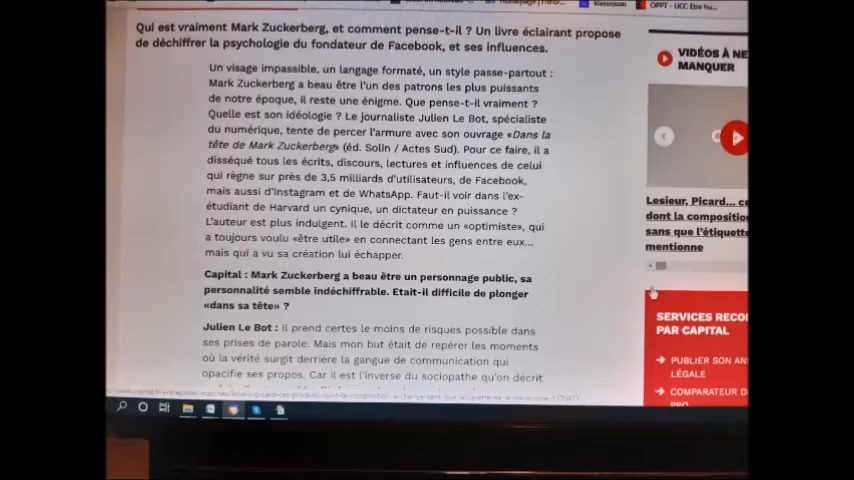 klassroom
Qui est vraiment Mark Zuckerberg, et comment pense-t-il ? Un livre éclairant propose
de déchiffrer la psychologie du fondateur de Facebook, et ses influences.
Un visage impassible, un langage formaté, un style passe-partout :
Mark Zuckerberg a beau être l'un des patrons les plus puissants
de notre époque, il reste une énigme. Que pense-t-il vraiment ?
Quelle est son idéologie ? Le journaliste Julien Le Bot, spécialiste
du numérique, tente de percer l'armure avec son ouvrage «Dans la
tête de Mark Zuckerberg» (éd. Solin / Actes Sud). Pour ce faire, il a
disséqué tous les écrits, discours, lectures et influences de celui
qui règne sur près de 3,5 milliards d'utilisateurs, de Facebook,
mais aussi d'Instagram et de WhatsApp. Faut-il voir dans l'ex-
étudiant de Harvard un cynique, un dictateur en puissance ?
L'auteur est plus indulgent. Il le décrit comme un «optimiste», qui
a toujours voulu «être utile» en connectant les gens entre eux...
mais qui a vu sa création lui échapper.
Capital : Mark Zuckerberg a beau être un personnage public, sa
personnalité semble indéchiffrable. Etait-il difficile de plonger
«dans sa tête» ?
Julien Le Bot : Il prend certes le moins de risques possible dans
ses prises de parole. Mais mon but était de repérer les moments
où la vérité surgit derrière la gangue de communication qui
opacifie ses propos. Car il est l'inverse du sociopathe qu'on décrit
VIDÉOS À NE
MANQUER
Lesieur, Picard... ce
dont la composition
sans que l'étiquette
mentionne
SERVICES RECO
PAR CAPITAL
PUBLIER SON AN
LÉGALE
COMPARATEUR D
PRO